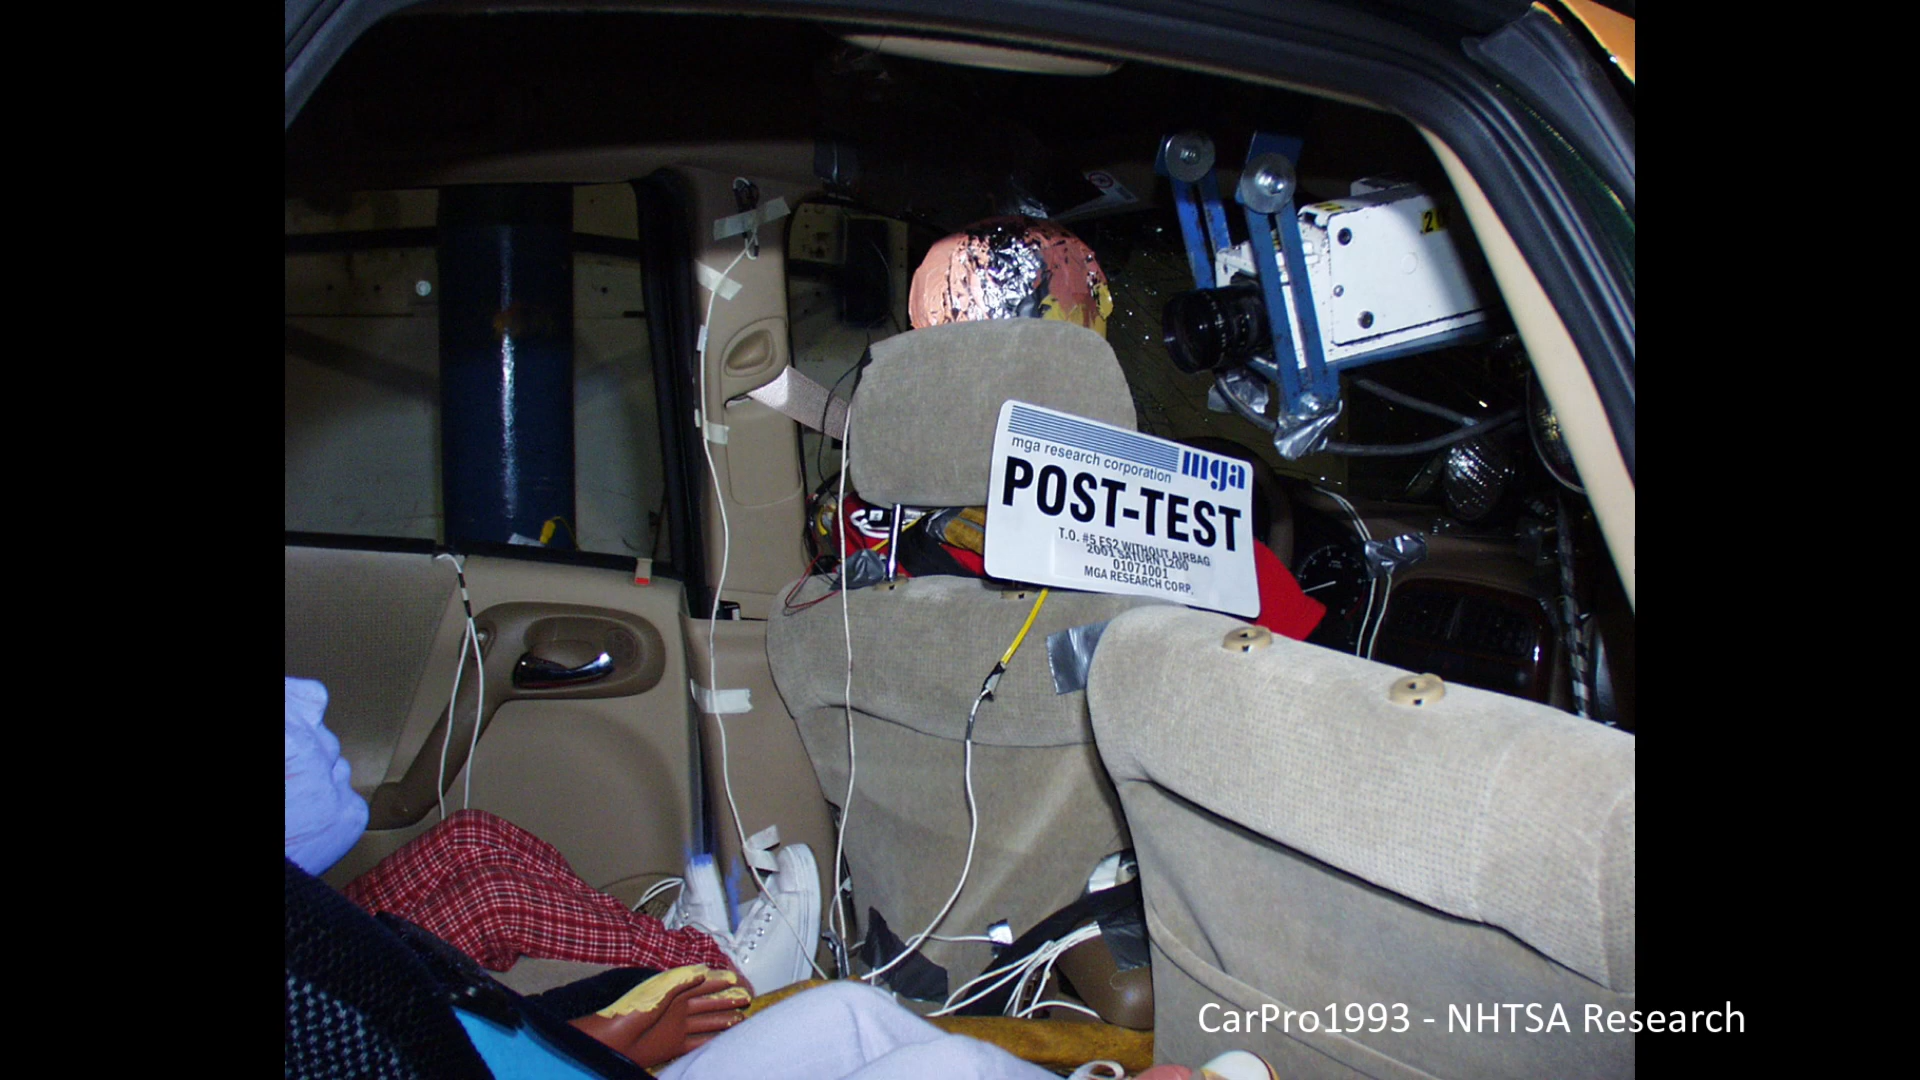 mga research corporation mga
POST-TEST
T.O. #5 ES2 WITHOUT AIRBAG
2001 SATURN L200
01071001
MGA RESEARCH CORP.
CarPro1993 - NHTSA Research